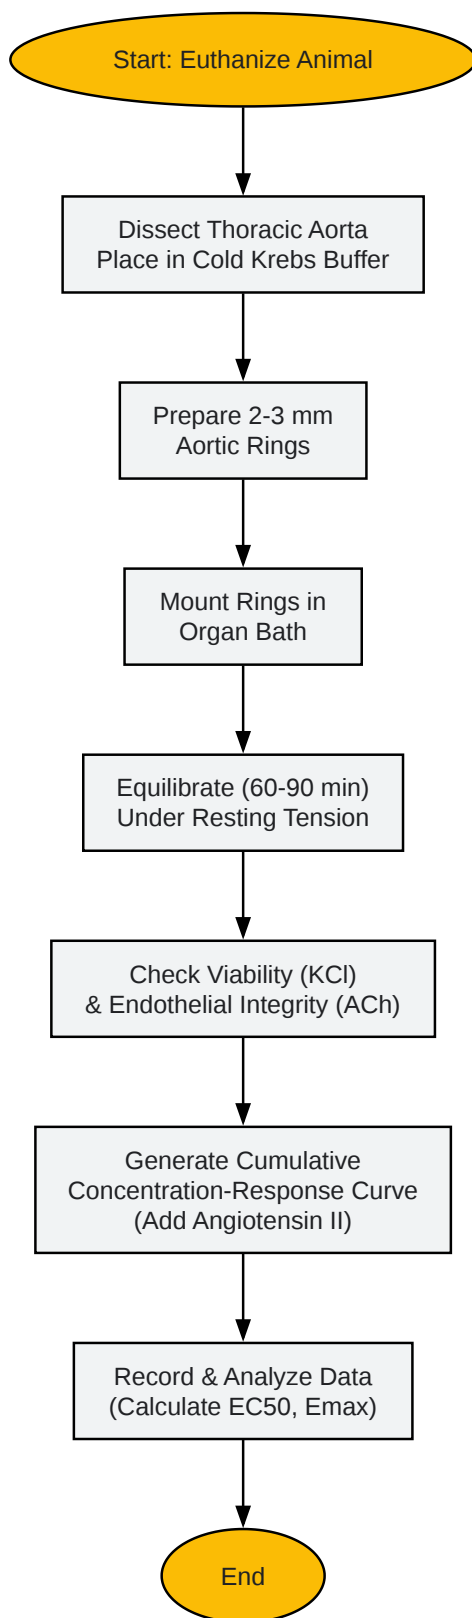 Start: Euthanize Animal
Dissect Thoracic Aorta
Place in Cold Krebs Buffer
Prepare 2-3 mm
Aortic Rings
Mount Rings in
Organ Bath
Equilibrate (60-90 min)
Under Resting Tension
Check Viability (KCl)
& Endothelial Integrity (ACh)
Generate Cumulative
Concentration-Response Curve
(Add Angiotensin II)
Record & Analyze Data
(Calculate EC50, Emax)
End